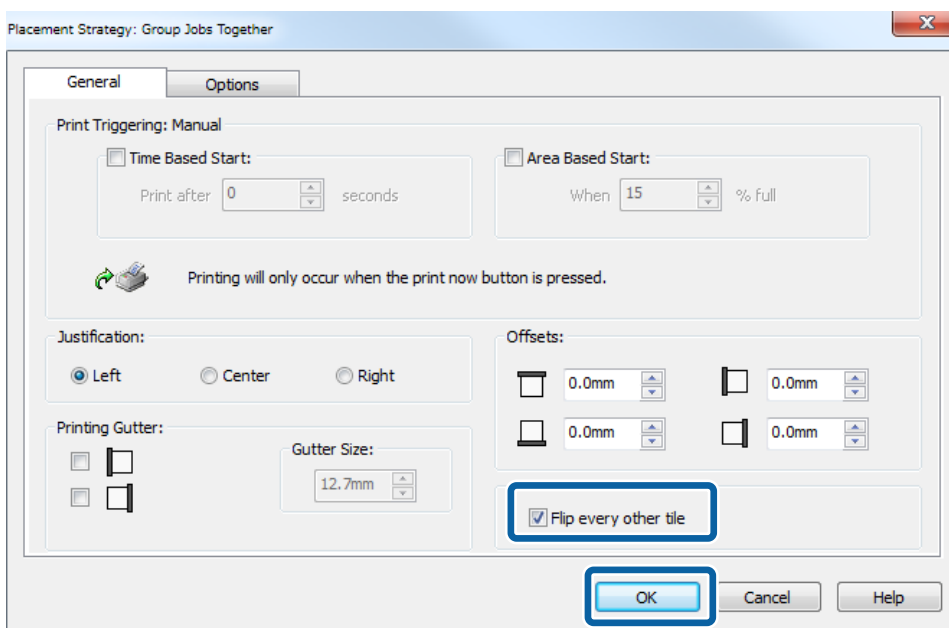 Placement Strategy: Group Jobs Together
X
General Options
Print Triggering: Manual
Time Based Start: Area Based Start:
Print after 0 seconds When 15 % full
Printing will only occur when the print now button is pressed.
Justification: Offsets:
Left Center Right 0.0mm 0.0mm
Printing Gutter: 0.0mm 0.0mm
Gutter Size:
12.7mm
Flip every other tile
OK Cancel Help